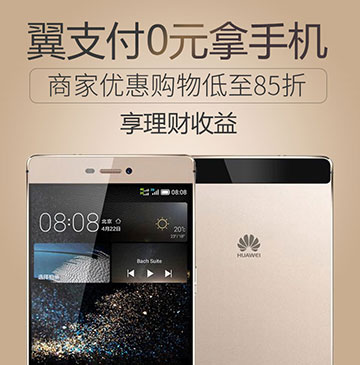 翼支付0元拿手机
商家优惠购物低至85折
享理财收益
08:08
08:08
北京
4月22日
20°
Bach Suite
HUAWEI